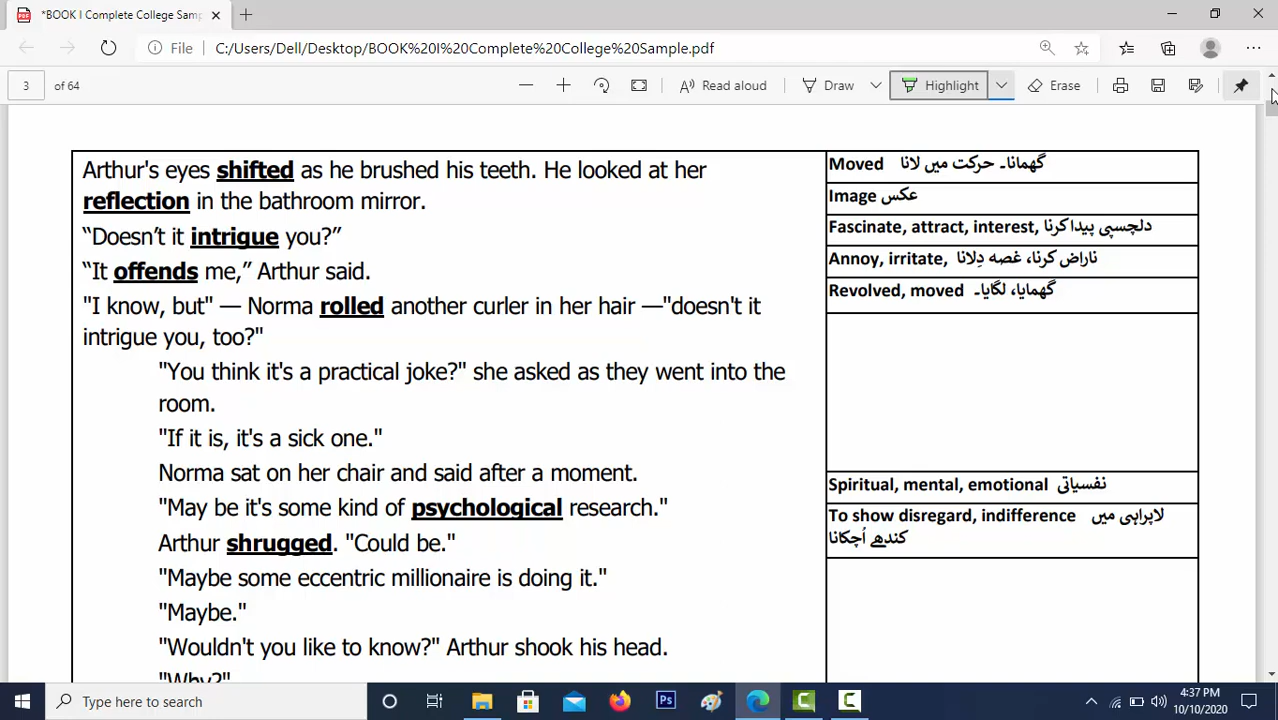 *BOOK I Complete College Sam
File C:/Users/Dell/Desktop/BOOK%20I%20Complete%20College%20Sample.pdf
3 of 64 Read aloud Draw Highlight Erase
Arthur's eyes shifted as he brushed his teeth. He looked at her
reflection in the bathroom mirror.
“Doesn’t it intrigue you?”
“It offends me,” Arthur said.
"I know, but" — Norma rolled another curler in her hair —"doesn't it
intrigue you, too?"
"You think it's a practical joke?" she asked as they went into the
room.
"If it is, it's a sick one."
Norma sat on her chair and said after a moment.
"May be it's some kind of psychological research."
Arthur shrugged. "Could be."
"Maybe some eccentric millionaire is doing it."
"Maybe."
"Wouldn't you like to know?" Arthur shook his head.
"Why?"
Moved گھمانا۔ حرکت میں لانا
Image عکس
Fascinate, attract, interest, دلچسپی پیدا کرنا
Annoy, irritate, ناراض کرنا، غصہ دِلانا
Revolved, moved گھمایا، لگایا۔
Spiritual, mental, emotional نفسیاتی
To show disregard, indifference لاپراہی میں
کندھے اُچکانا
Type here to search
Ps
4:37 PM
10/10/2020